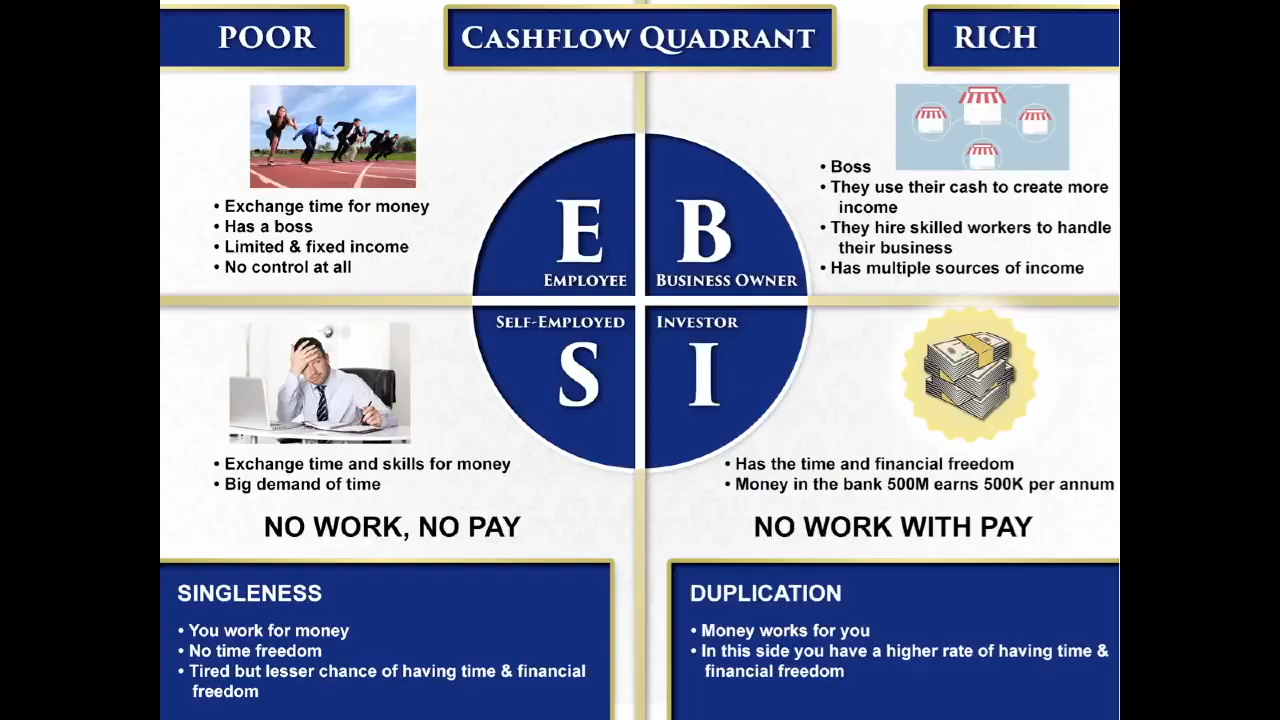 POOR
CASHFLOW QUADRANT
RICH
• Exchange time for money
• Has a boss
• Limited & fixed income
• No control at all
E
EMPLOYEE
B
BUSINESS OWNER
• Boss
• They use their cash to create more
income
• They hire skilled workers to handle
their business
• Has multiple sources of income
SELF-EMPLOYED
S
INVESTOR
I
• Exchange time and skills for money
• Big demand of time
NO WORK, NO PAY
• Has the time and financial freedom
• Money in the bank 500M earns 500K per annum
NO WORK WITH PAY
SINGLENESS
• You work for money
• No time freedom
• Tired but lesser chance of having time & financial
freedom
DUPLICATION
• Money works for you
• In this side you have a higher rate of having time &
financial freedom